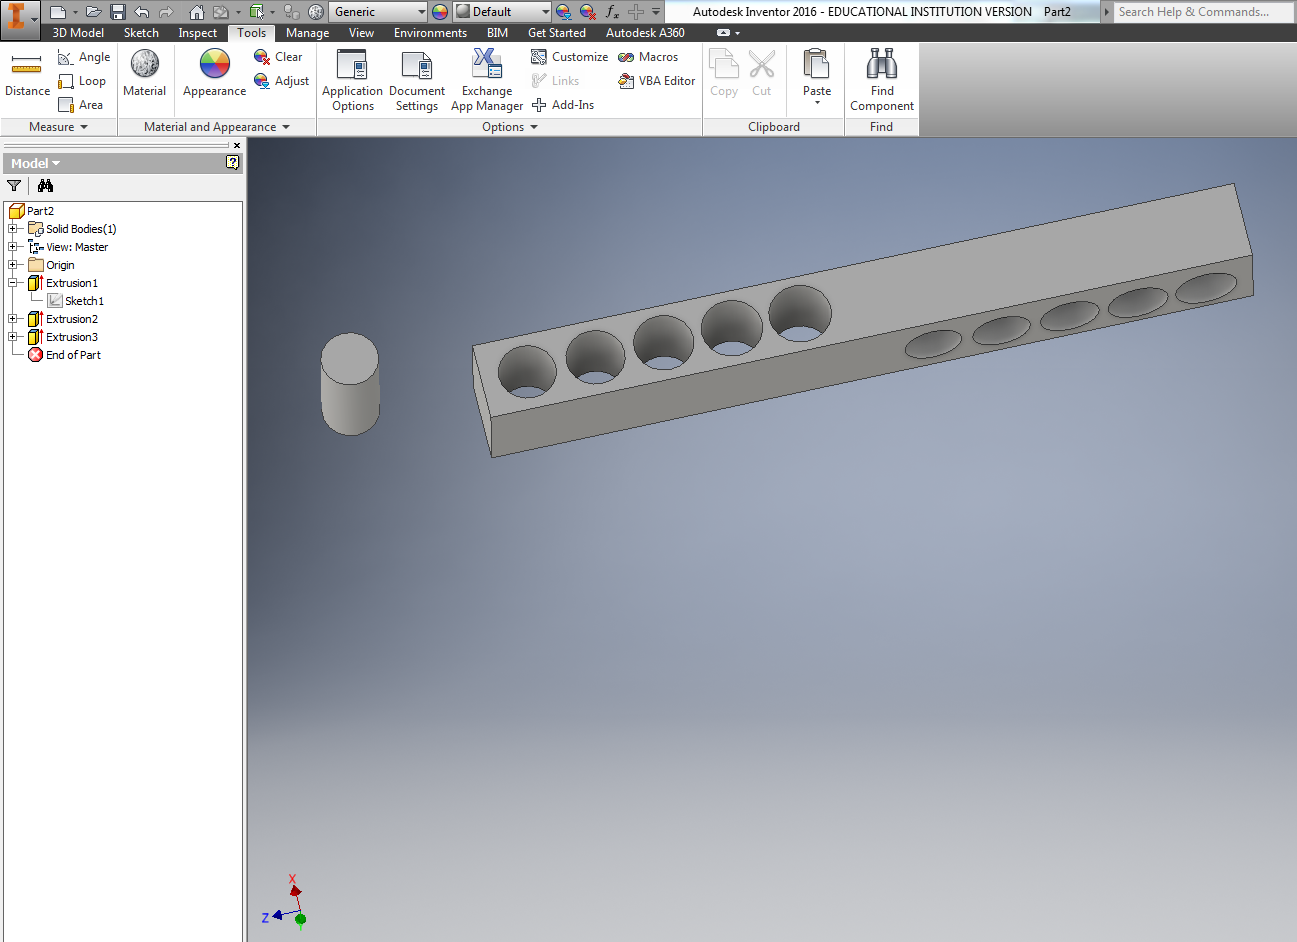 Generic
Default
fx
Autodesk Inventor 2016 - EDUCATIONAL INSTITUTION VERSION Part2
Search Help & Commands...
3D Model Sketch Inspect Tools Manage View Environments BIM Get Started Autodesk A360
Distance
Angle
Loop
Area
Measure
Material
Appearance
Clear
Adjust
Material and Appearance
Application Options
Document Settings
Exchange App Manager
Customize
Links
Add-Ins
Macros
VBA Editor
Options
Copy
Cut
Paste
Clipboard
Find Component
Find
Model
Part2
Solid Bodies(1)
View: Master
Origin
Extrusion1
Sketch1
Extrusion2
Extrusion3
End of Part
X
Z
Y